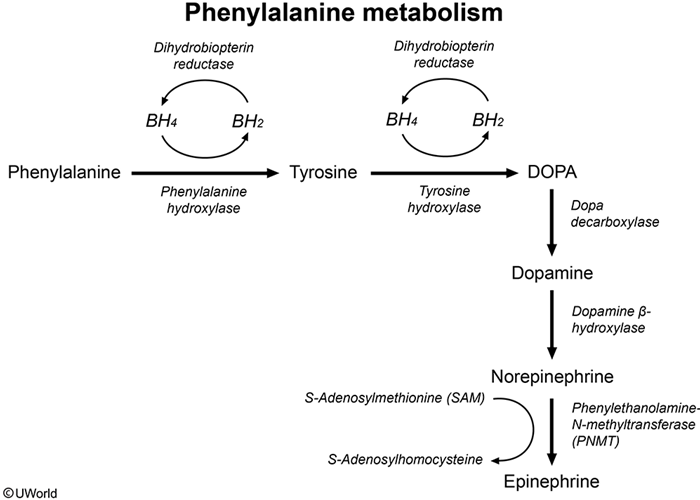 Phenylalanine metabolism
Dihydrobiopterin
reductase
Dihydrobiopterin
reductase
BH4
BH2
BH4
BH2
Phenylalanine
Tyrosine
DOPA
Phenylalanine
hydroxylase
Tyrosine
hydroxylase
Dopa
decarboxylase
Dopamine
Dopamine β-
hydroxylase
Norepinephrine
S-Adenosylmethionine (SAM)
Phenylethanolamine-
N-methyltransferase
(PNMT)
S-Adenosylhomocysteine
Epinephrine
©UWorld